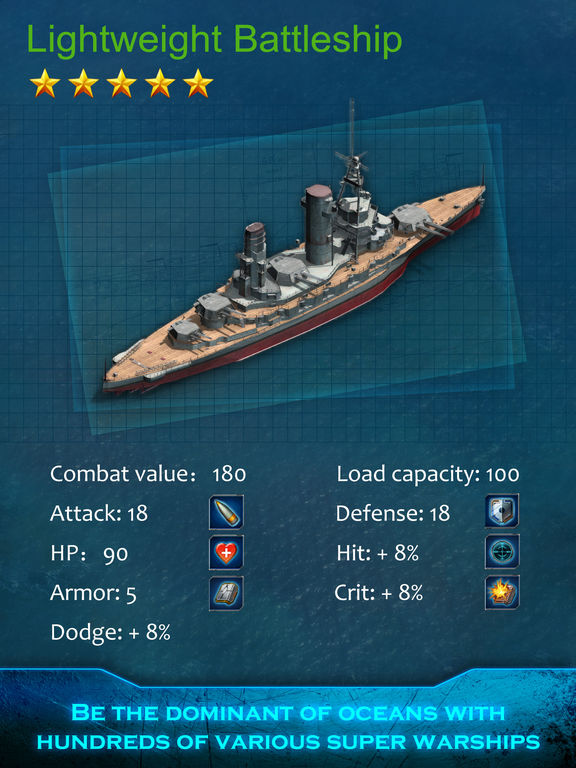 Lightweight Battleship
Combat value： 180
Load capacity: 100
Attack: 18
Defense: 18
HP： 90
Hit: + 8%
Armor: 5
Crit: + 8%
Dodge: + 8%
BE THE DOMINANT OF OCEANS WITH
HUNDREDS OF VARIOUS SUPER WARSHIPS